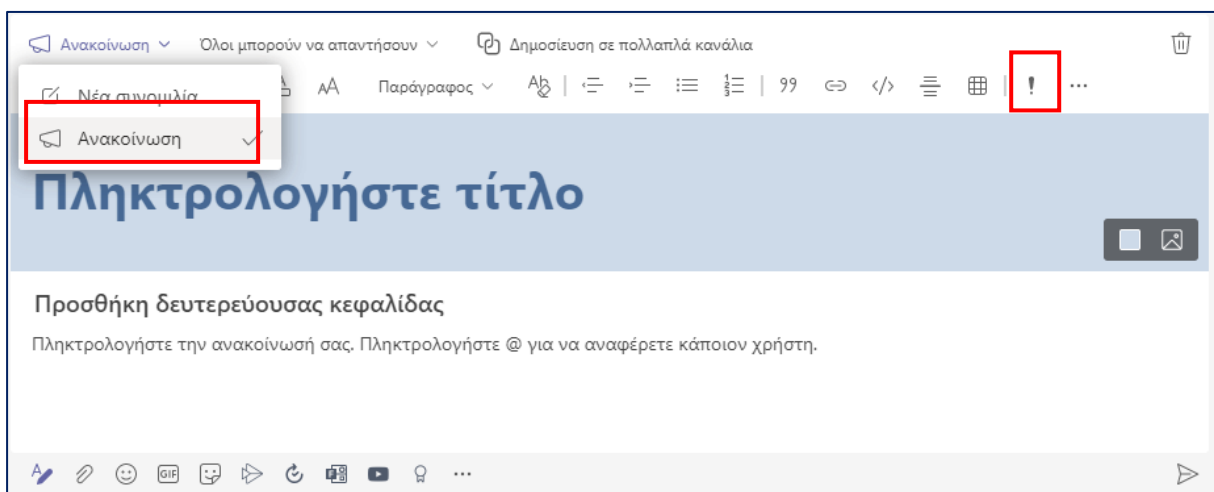 Ανακοίνωση Όλοι μπορούν να απαντήσουν Δημοσίευση σε πολλαπλά κανάλια
Νέα συνομιλία AA Παράγραφος 99 </> ! ...
Ανακοίνωση
Πληκτρολογήστε τίτλο
Προσθήκη δευτερεύουσας κεφαλίδας
Πληκτρολογήστε την ανακοίνωσή σας. Πληκτρολογήστε @ για να αναφέρετε κάποιον χρήστη.
GIF